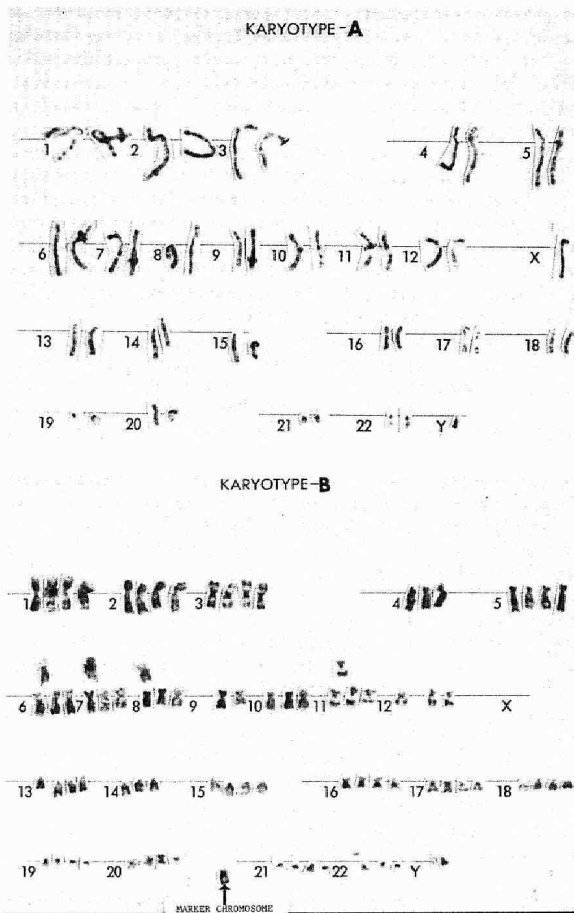 KARYOTYPE-A
1 2 3 4 5
6 7 8 9 10 11 12 X
13 14 15 16 17 18
19 20 21 22 Y
KARYOTYPE-B
1 2 3 4 5
6 7 8 9 10 11 12 X
13 14 15 16 17 18
19 20 21 22 Y
MARKER CHROMOSOME